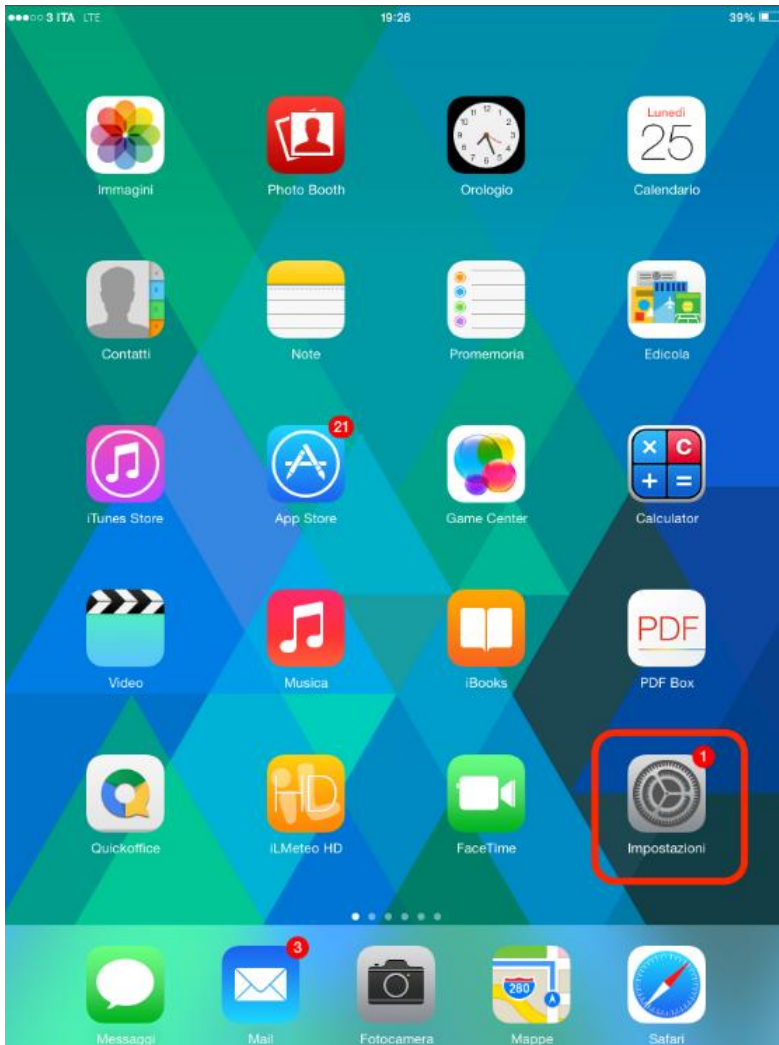 3 ITA LTE 19:26 39%
Lunedì
25
Immagini Photo Booth Orologio Calendario
Contatti Note Promemoria Edicola
21
iTunes Store App Store Game Center Calculator
PDF
Video Musica iBooks PDF Box
1
HD
Quickoffice iLMeteo HD FaceTime Impostazioni
3
280
Messaggi Mail Fotocamera Mappe Safari